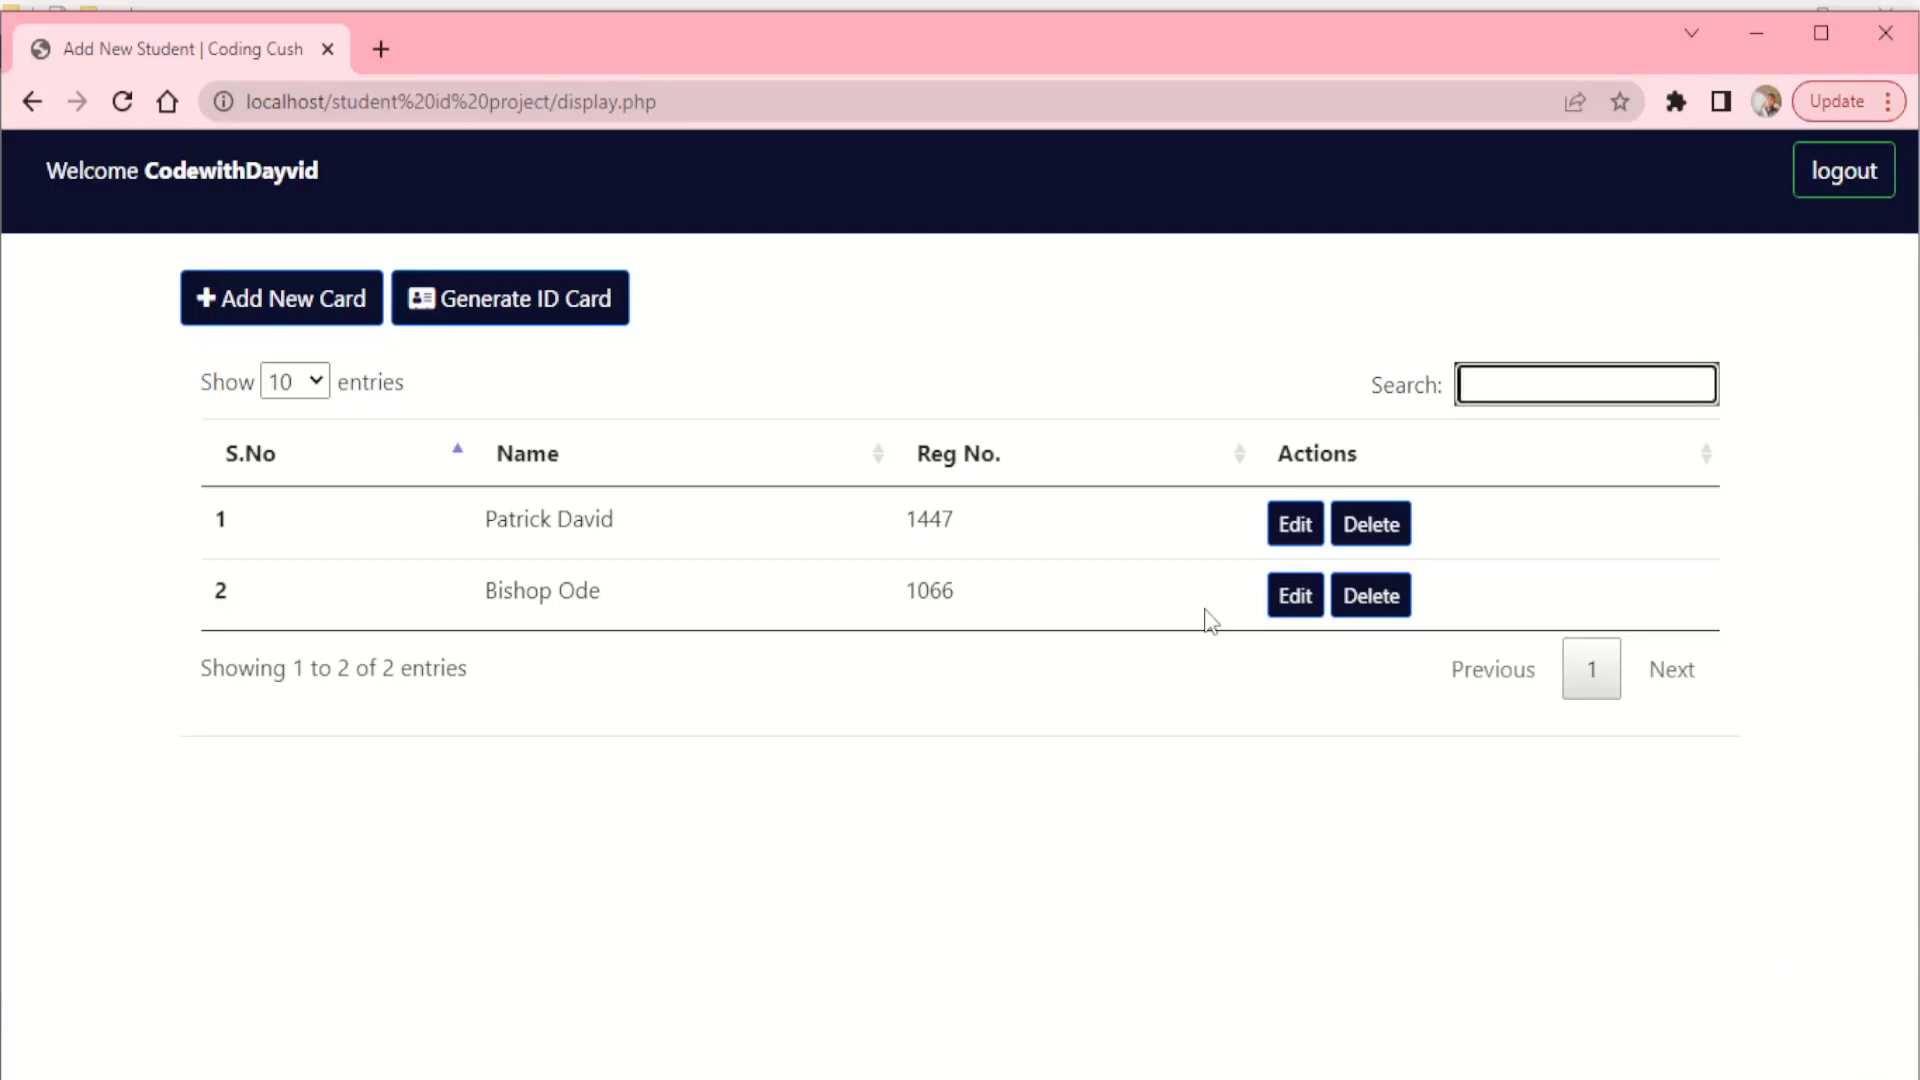 Add New Student | Coding Cush
localhost/student%20id%20project/display.php
Update
Welcome CodewithDayvid
logout
Add New Card
Generate ID Card
Show 10 entries
Search:
S.No Name Reg No. Actions
1 Patrick David 1447 Edit Delete
2 Bishop Ode 1066 Edit Delete
Showing 1 to 2 of 2 entries
Previous 1 Next